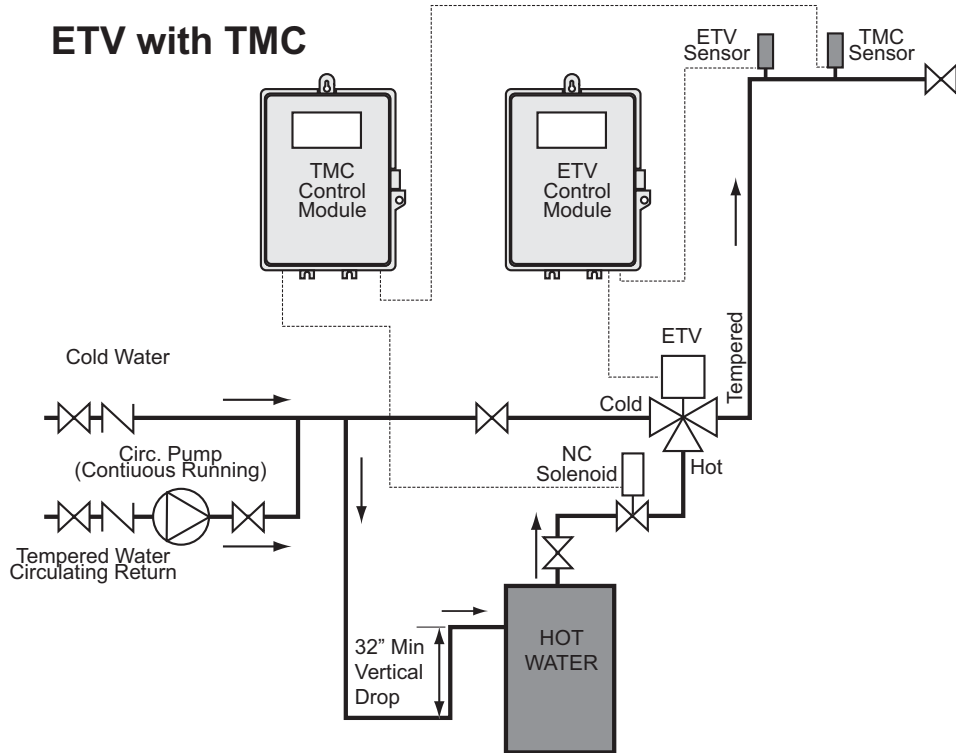 ETV with TMC
ETV
Sensor
TMC
Sensor
TMC
Control
Module
ETV
Control
Module
Cold Water
ETV
Tempered
Cold
Hot
Circ. Pump
(Contiuous Running)
NC
Solenoid
Tempered Water
Circulating Return
32” Min
Vertical
Drop
HOT
WATER